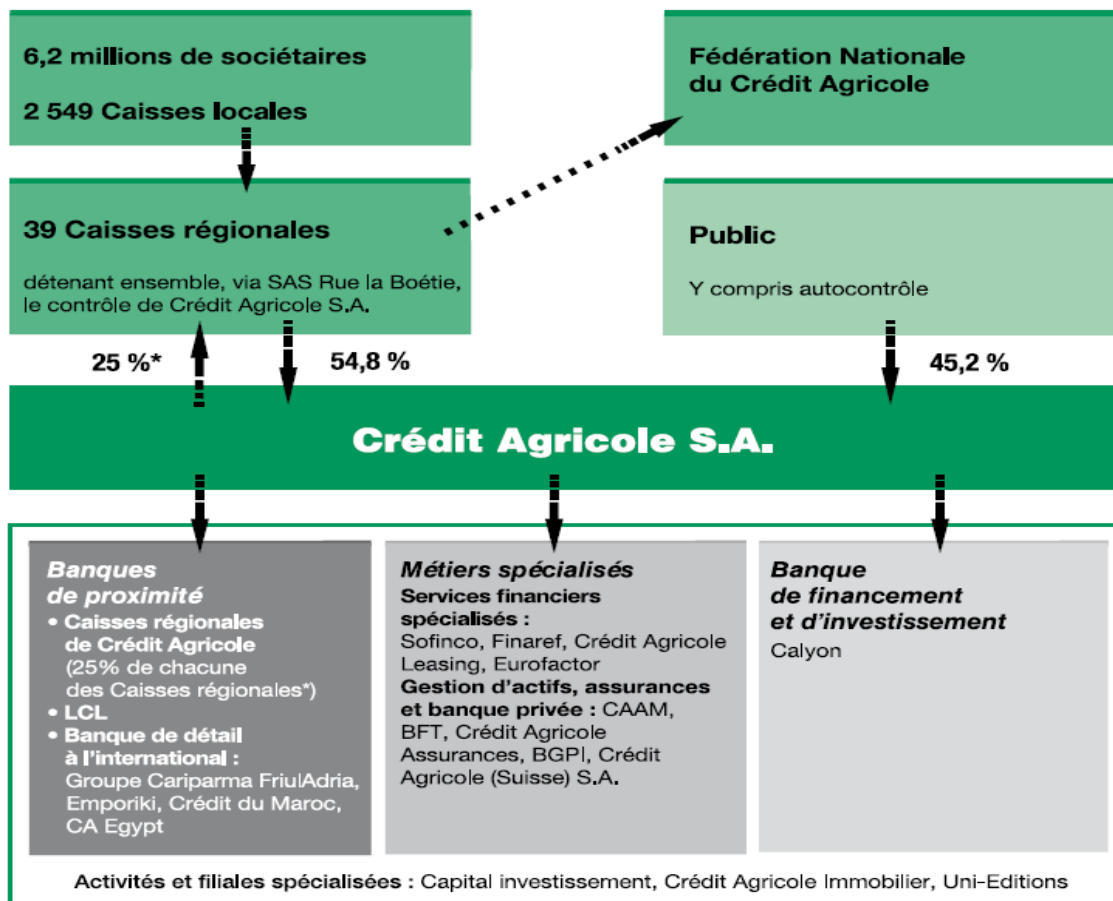 6,2 millions de sociétaires
2 549 Caisses locales
Fédération Nationale
du Crédit Agricole
39 Caisses régionales
détenant ensemble, via SAS Rue la Boétie,
le contrôle de Crédit Agricole S.A.
Public
Y compris autocontrôle
25 %*
54,8 %
45,2 %
Crédit Agricole S.A.
Banques
de proximité
• Caisses régionales
de Crédit Agricole
(25% de chacune
des Caisses régionales*)
• LCL
• Banque de détail
à l'international :
Groupe Cariparma FriulAdria,
Emporiki, Crédit du Maroc,
CA Egypt
Métiers spécialisés
Services financiers
spécialisés :
Sofinco, Finaref, Crédit Agricole
Leasing, Eurofactor
Gestion d'actifs, assurances
et banque privée : CAAM,
BFT, Crédit Agricole
Assurances, BGPI, Crédit
Agricole (Suisse) S.A.
Banque
de financement
et d'investissement
Calyon
Activités et filiales spécialisées : Capital investissement, Crédit Agricole Immobilier, Uni-Editions